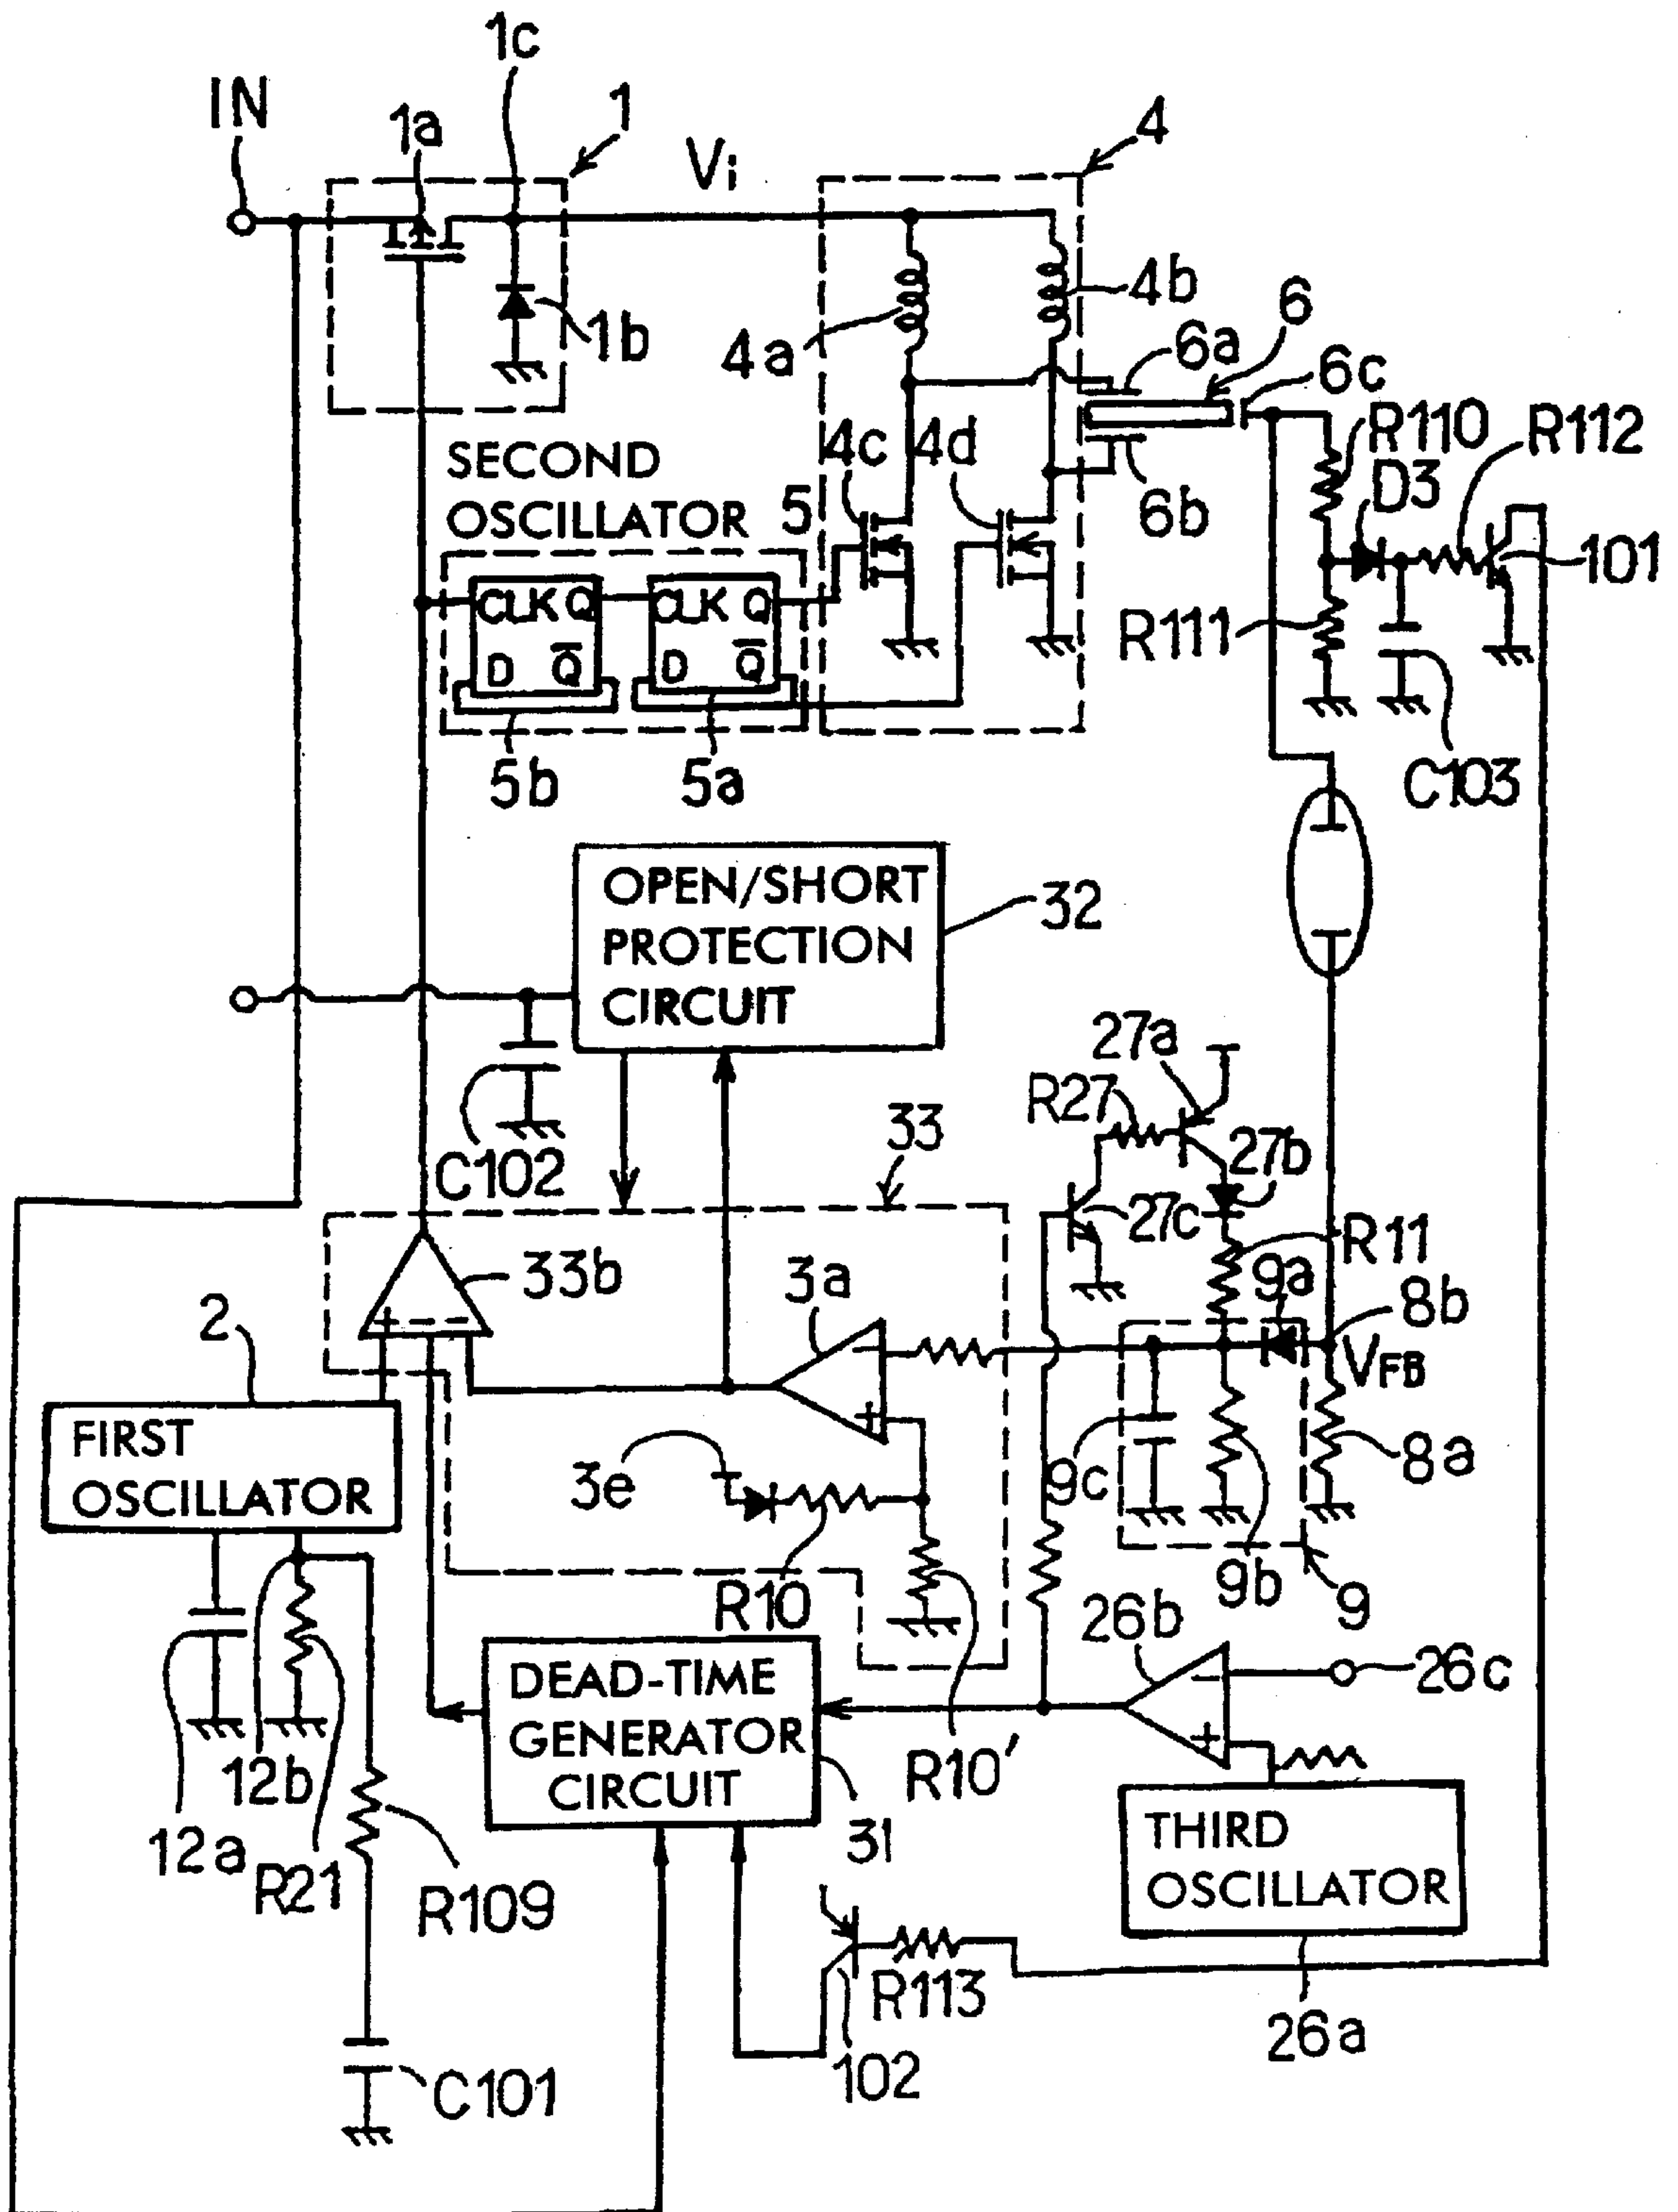 1c
IN
1a
1
Vi
4
4a
4b
6
1b
6a
6c
R110
R112
SECOND
OSCILLATOR
5
4c
4d
6b
D3
101
CLK Q
D Q̅
CLK Q
D Q̅
R111
5b
5a
C103
OPEN/SHORT
PROTECTION
CIRCUIT
32
27a
R27
C102
33
27b
27c
R11
33b
3a
9a
8b
+ - -
-
+
VFB
2
FIRST
OSCILLATOR
3e
9c
8a
R10
9b
9
26b
26c
DEAD-TIME
GENERATOR
CIRCUIT
-
+
12b
R10'
12a
R21
31
R109
THIRD
OSCILLATOR
R113
102
26a
C101